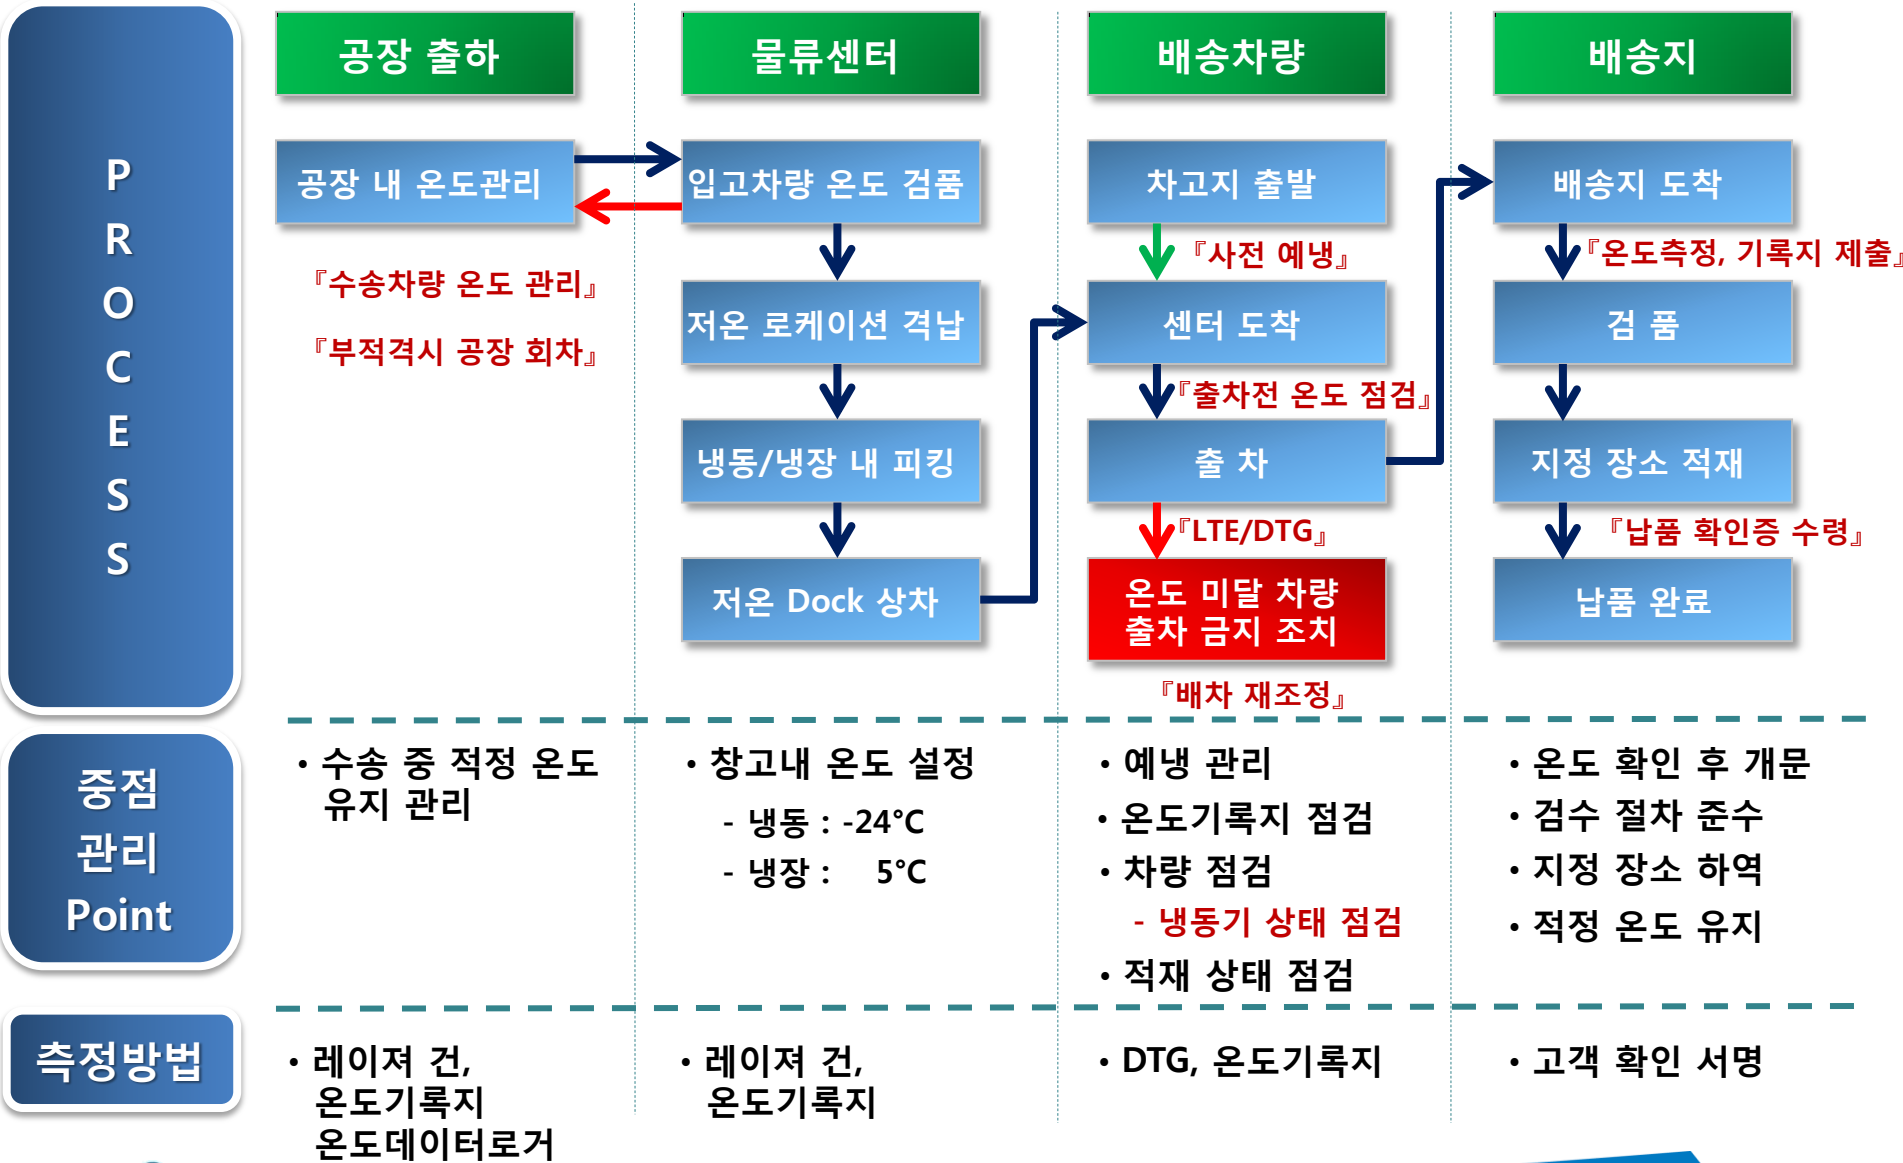 P
R
O
C
E
S
S
공장 출하
공장 내 온도관리
『수송차량 온도 관리』
『부적격시 공장 회차』
물류센터
입고차량 온도 검품
저온 로케이션 격납
냉동/냉장 내 피킹
저온 Dock 상차
배송차량
차고지 출발
『사전 예냉』
센터 도착
『출차전 온도 점검』
출 차
『LTE/DTG』
온도 미달 차량
출차 금지 조치
『배차 재조정』
배송지
배송지 도착
『온도측정, 기록지 제출』
검 품
지정 장소 적재
『납품 확인증 수령』
납품 완료
중점
관리
Point
• 수송 중 적정 온도
유지 관리
• 창고내 온도 설정
- 냉동 : -24℃
- 냉장 : 5℃
• 예냉 관리
• 온도기록지 점검
• 차량 점검
- 냉동기 상태 점검
• 적재 상태 점검
• 온도 확인 후 개문
• 검수 절차 준수
• 지정 장소 하역
• 적정 온도 유지
측정방법
• 레이져 건,
온도기록지
온도데이터로거
• 레이져 건,
온도기록지
• DTG, 온도기록지
• 고객 확인 서명